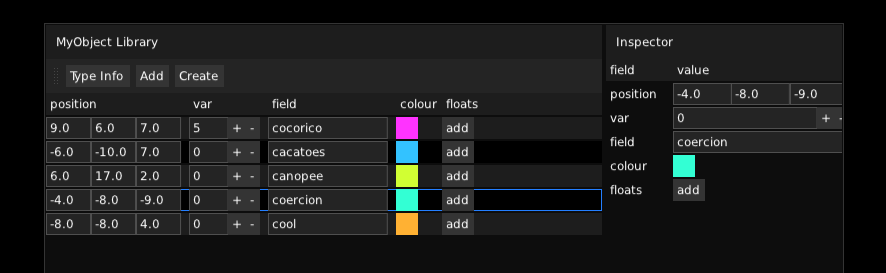 MyObject Library
Type Info Add Create
position var field colour floats
9.0 6.0 7.0 5 + - cocorico add
-6.0 -10.0 7.0 0 + - cacatoes add
6.0 17.0 2.0 0 + - canopee add
-4.0 -8.0 -9.0 0 + - coercion add
-8.0 -8.0 4.0 0 + - cool add
Inspector
field value
position -4.0 -8.0 -9.0
var 0 + -
field coercion
colour
floats add